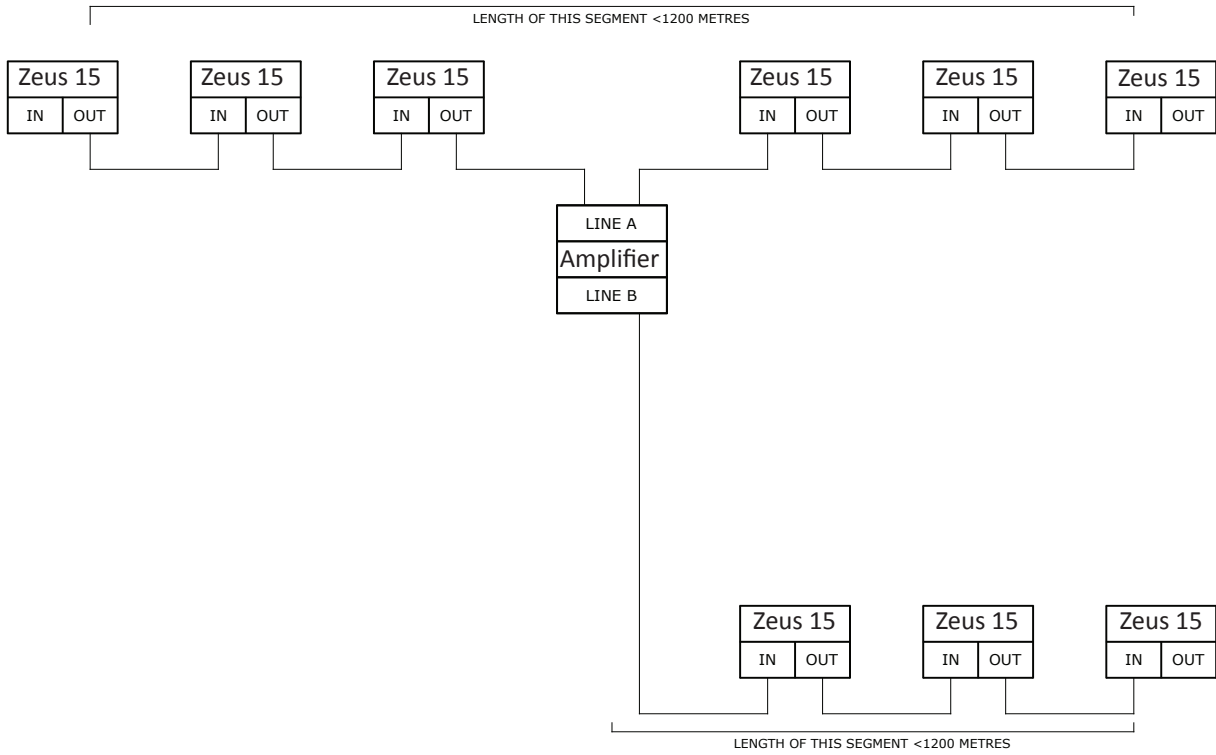 LENGTH OF THIS SEGMENT <1200 METRES
Zeus 15 Zeus 15 Zeus 15 Zeus 15 Zeus 15 Zeus 15
IN OUT IN OUT IN OUT IN OUT IN OUT IN OUT
LINE A
Amplifier
LINE B
Zeus 15 Zeus 15 Zeus 15
IN OUT IN OUT IN OUT
LENGTH OF THIS SEGMENT <1200 METRES